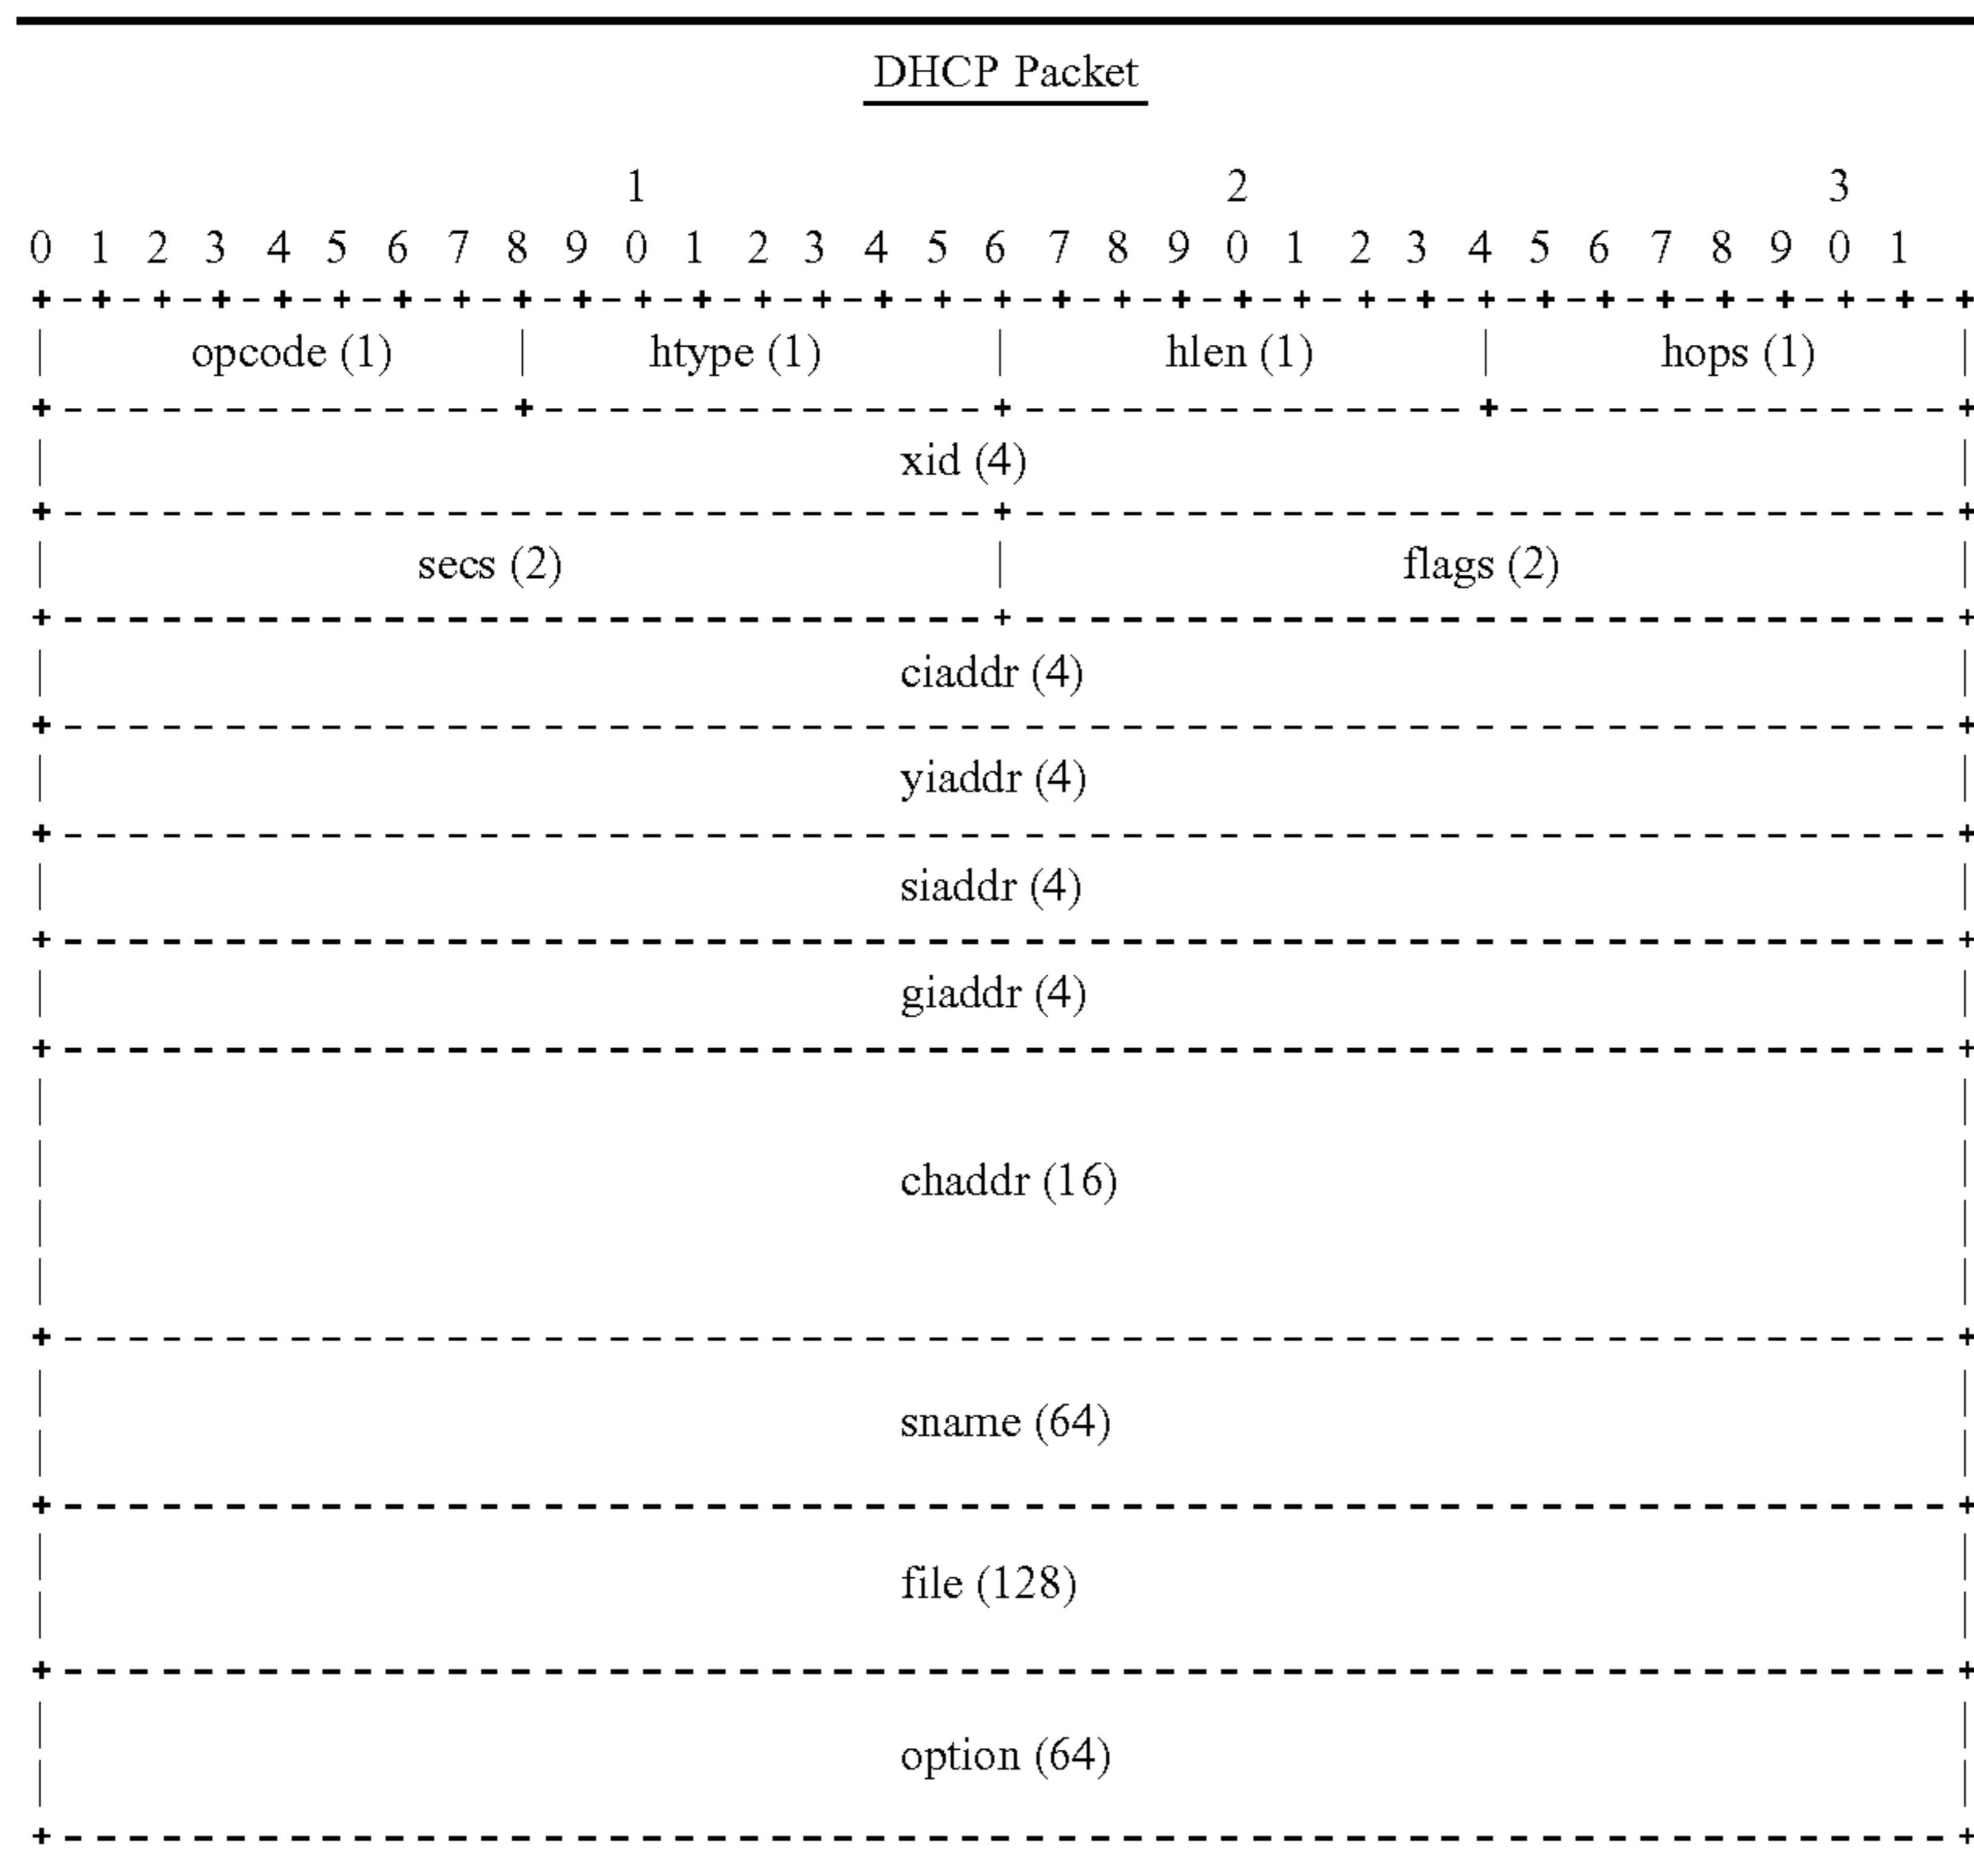 DHCP Packet
1 2 3
0 1 2 3 4 5 6 7 8 9 0 1 2 3 4 5 6 7 8 9 0 1 2 3 4 5 6 7 8 9 0 1
opcode (1) | htype (1) | hlen (1) | hops (1)
xid (4)
secs (2) | flags (2)
ciaddr (4)
yiaddr (4)
siaddr (4)
giaddr (4)
chaddr (16)
sname (64)
file (128)
option (64)